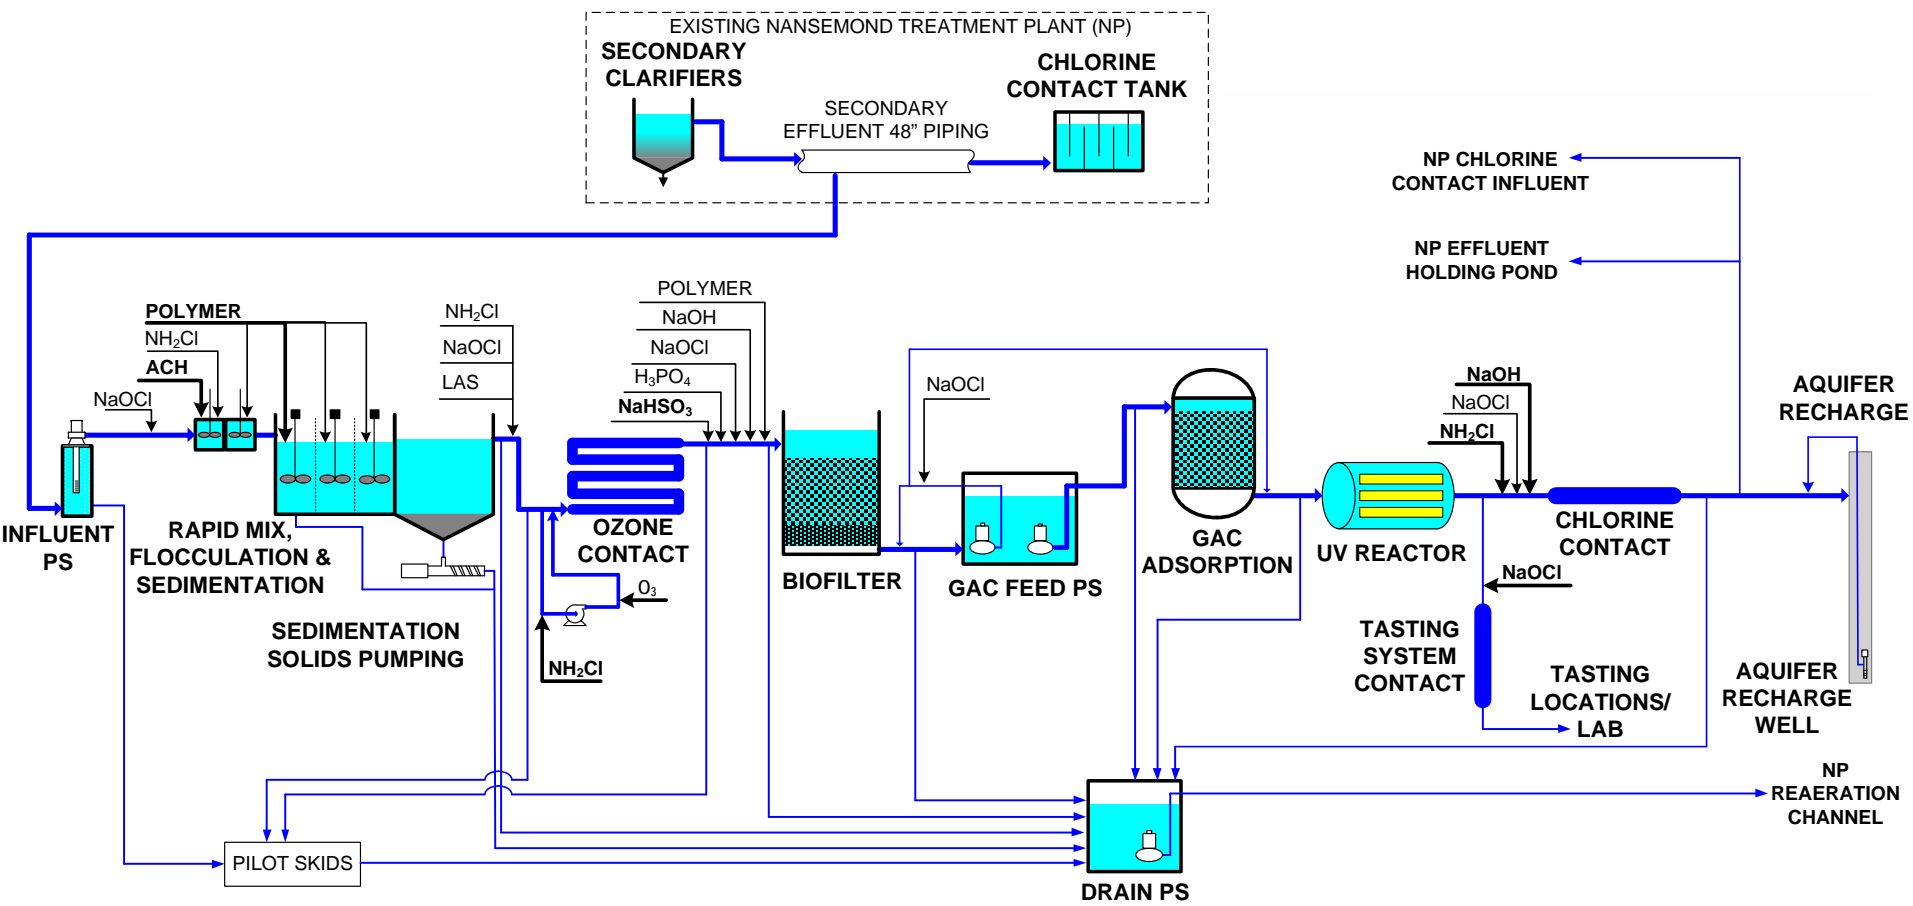 EXISTING NANSEMOND TREATMENT PLANT (NP)
SECONDARY
CLARIFIERS
CHLORINE
CONTACT TANK
SECONDARY
EFFLUENT 48” PIPING
NP CHLORINE
CONTACT INFLUENT
NP EFFLUENT
HOLDING POND
POLYMER
NH₂Cl
ACH
NaOCl
NH₂Cl
NaOCl
LAS
POLYMER
NaOH
NaOCl
H₃PO₄
NaHSO₃
NaOCl
NaOH
NaOCl
NH₂Cl
AQUIFER
RECHARGE
INFLUENT
PS
RAPID MIX,
FLOCCULATION &
SEDIMENTATION
SEDIMENTATION
SOLIDS PUMPING
OZONE
CONTACT
O₃
NH₂Cl
BIOFILTER
GAC FEED PS
GAC
ADSORPTION
UV REACTOR
CHLORINE
CONTACT
NaOCl
TASTING
SYSTEM
CONTACT
TASTING
LOCATIONS/
LAB
AQUIFER
RECHARGE
WELL
NP
REAERATION
CHANNEL
PILOT SKIDS
DRAIN PS